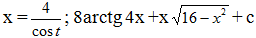 x = 4/cos t ; 8arctg 4x + x √(16 − x²) + c